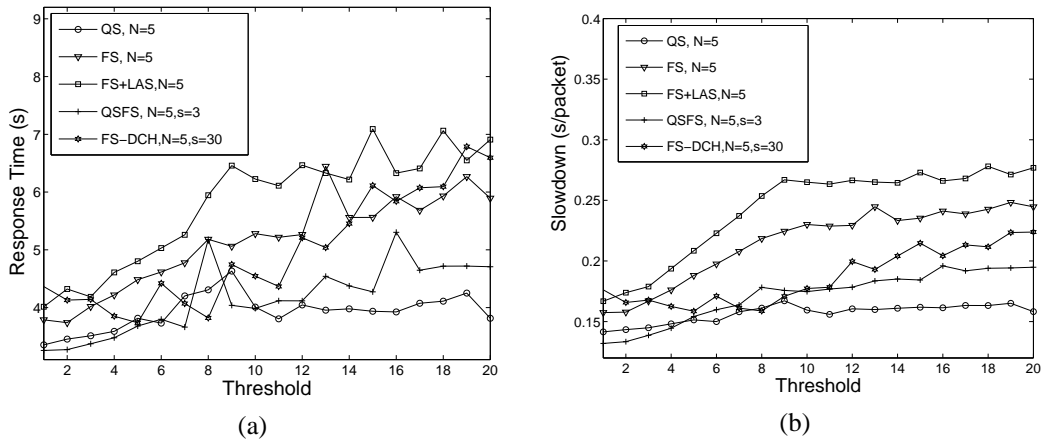 9
8
7
6
5
4
Response Time (s)
QS, N=5
FS, N=5
FS+LAS,N=5
QSFS, N=5,s=3
FS−DCH,N=5,s=30
2 4 6 8 10 12 14 16 18 20
Threshold
(a)
0.4
0.35
0.3
0.25
0.2
0.15
Slowdown (s/packet)
QS, N=5
FS, N=5
FS+LAS,N=5
QSFS, N=5,s=3
FS−DCH,N=5,s=30
2 4 6 8 10 12 14 16 18 20
Threshold
(b)